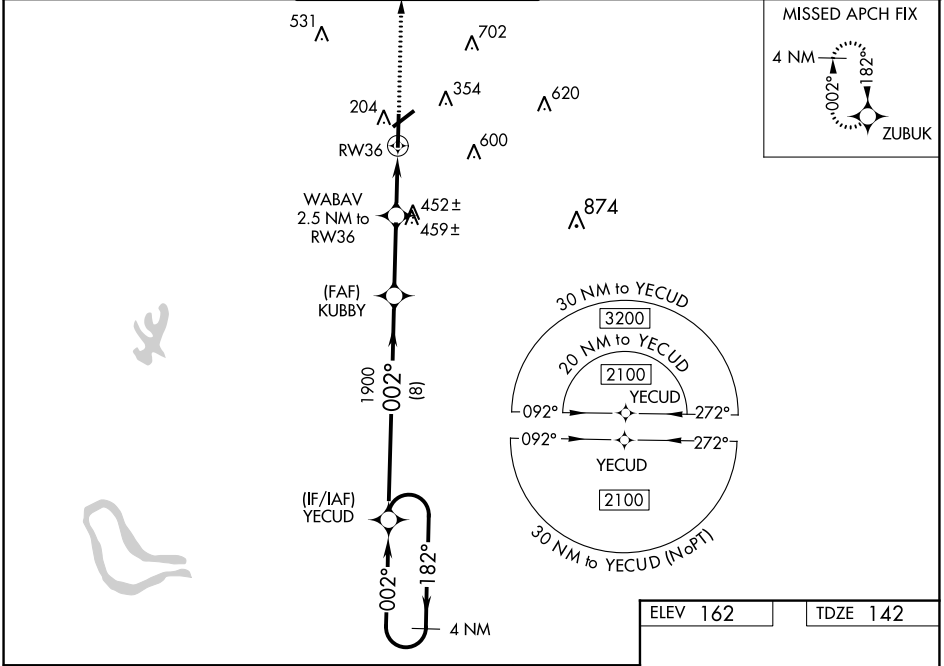 MISSED APCH FIX
4 NM
002°
182°
ZUBUK
531
702
354
204
620
RW36
600
WABAV
2.5 NM to
RW36
452±
459±
874
(FAF)
KUBBY
1900
002°
(8)
30 NM to YECUD
3200
20 NM to YECUD
2100
YECUD
092°
272°
092°
272°
YECUD
2100
30 NM to YECUD (NoPT)
(IF/IAF)
YECUD
002°
182°
4 NM
ELEV 162
TDZE 142